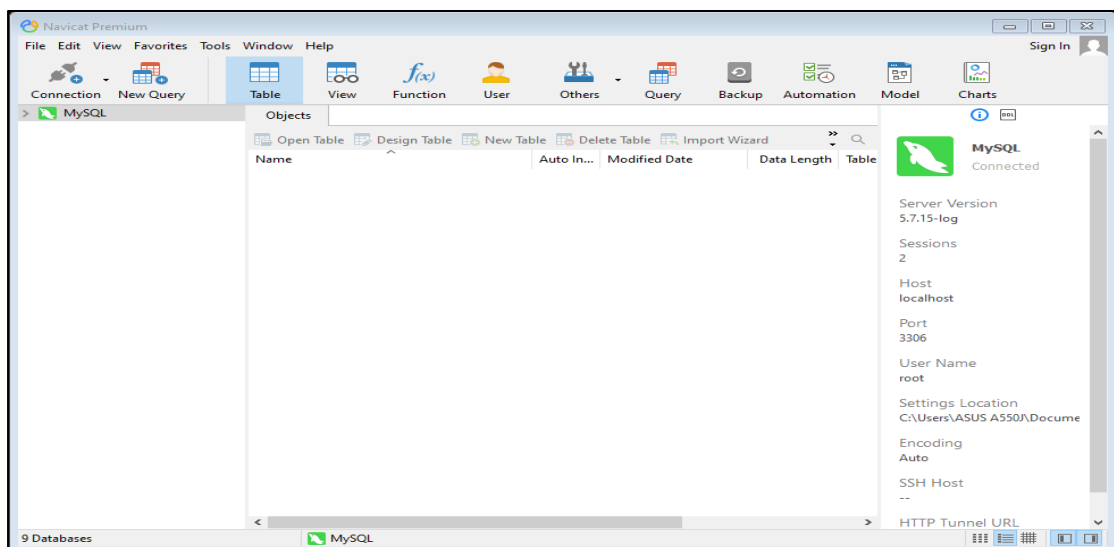 Navicat Premium
File Edit View Favorites Tools Window Help Sign In
Connection New Query Table View f(x) Function User Others Query Backup Automation Model Charts
MySQL
Objects
Open Table Design Table New Table Delete Table Import Wizard
Name Auto In... Modified Date Data Length Table
DDL
MySQL
Connected
Server Version
5.7.15-log
Sessions
2
Host
localhost
Port
3306
User Name
root
Settings Location
C:\Users\ASUS A550J\Docume
Encoding
Auto
SSH Host
--
HTTP Tunnel URL
9 Databases MySQL